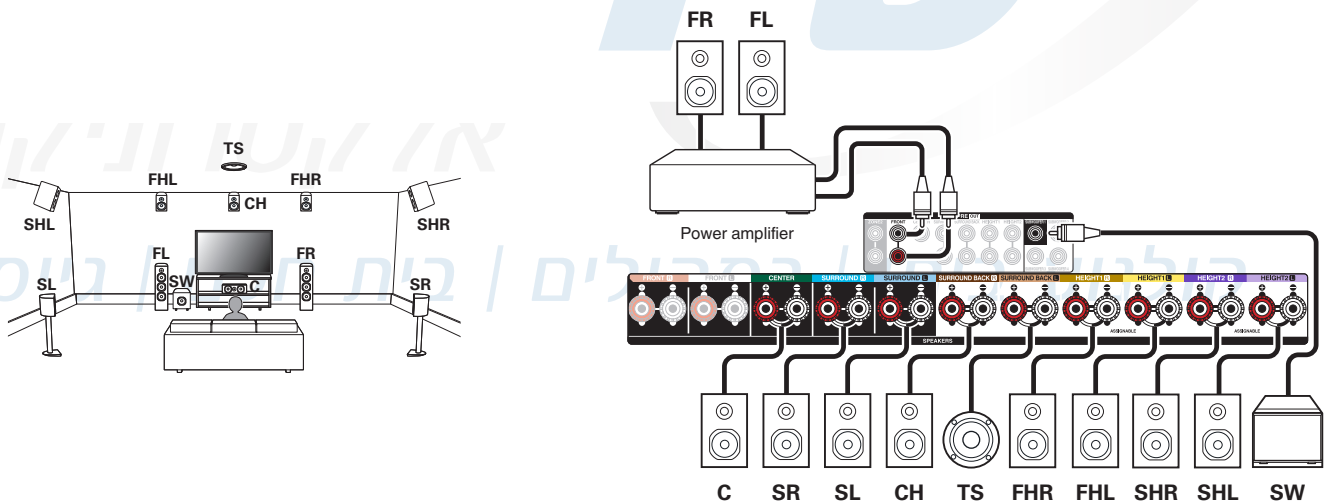 FR FL
Power amplifier
TS
FHL FHR
CH
SHL SHR
FL FR
SL SW C SR
FRONT
FRONT R FRONT L CENTER SURROUND R SURROUND L SURROUND BACK R SURROUND BACK L HEIGHT1 R HEIGHT1 L HEIGHT2 R HEIGHT2 L
ASSIGNABLE ASSIGNABLE
SPEAKERS
C SR SL CH TS FHR FHL SHR SHL SW